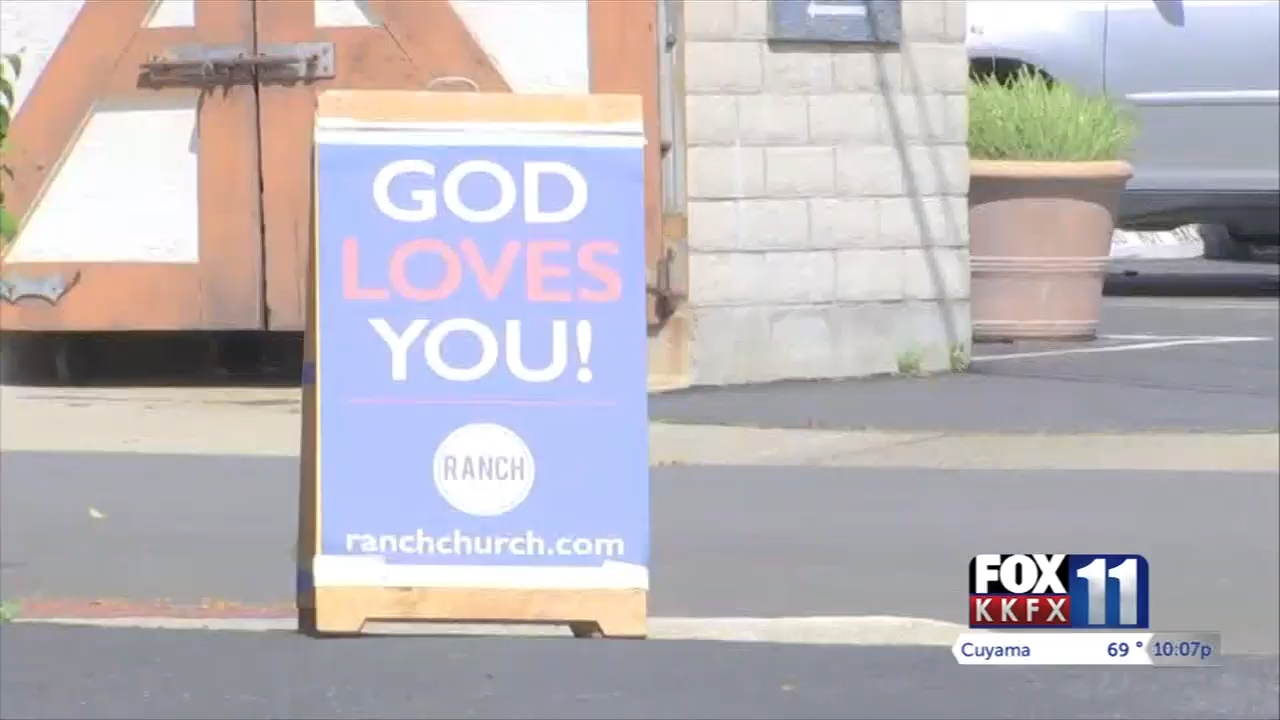 GOD
LOVES
YOU!
RANCH
ranchchurch.com
FOX 11
KKFX
Cuyama 69° 10:07p